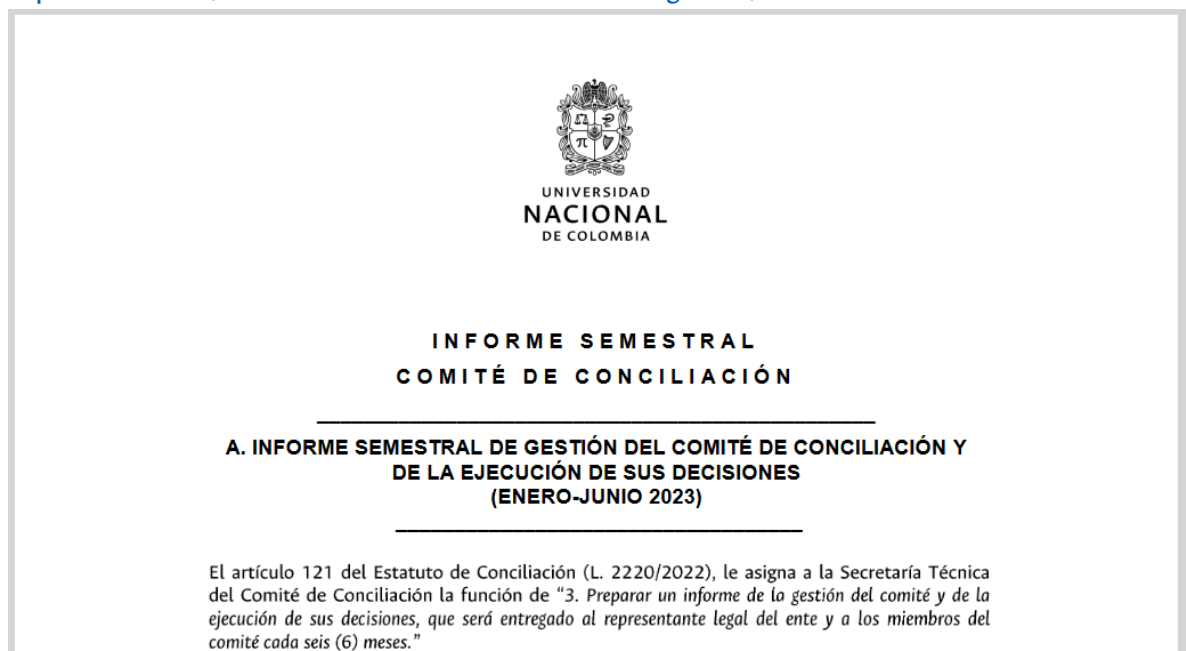 UNIVERSIDAD
NACIONAL
DE COLOMBIA
INFORME SEMESTRAL
COMITÉ DE CONCILIACIÓN
A. INFORME SEMESTRAL DE GESTIÓN DEL COMITÉ DE CONCILIACIÓN Y
DE LA EJECUCIÓN DE SUS DECISIONES
(ENERO-JUNIO 2023)
El artículo 121 del Estatuto de Conciliación (L. 2220/2022), le asigna a la Secretaría Técnica
del Comité de Conciliación la función de "3. Preparar un informe de la gestión del comité y de la
ejecución de sus decisiones, que será entregado al representante legal del ente y a los miembros del
comité cada seis (6) meses."